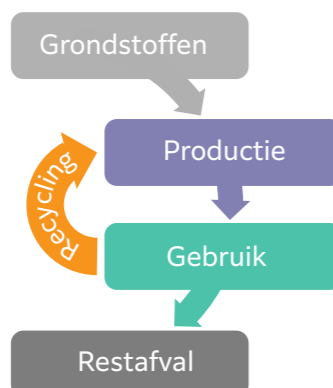 Grondstoffen
Productie
Recycling
Gebruik
Restafval